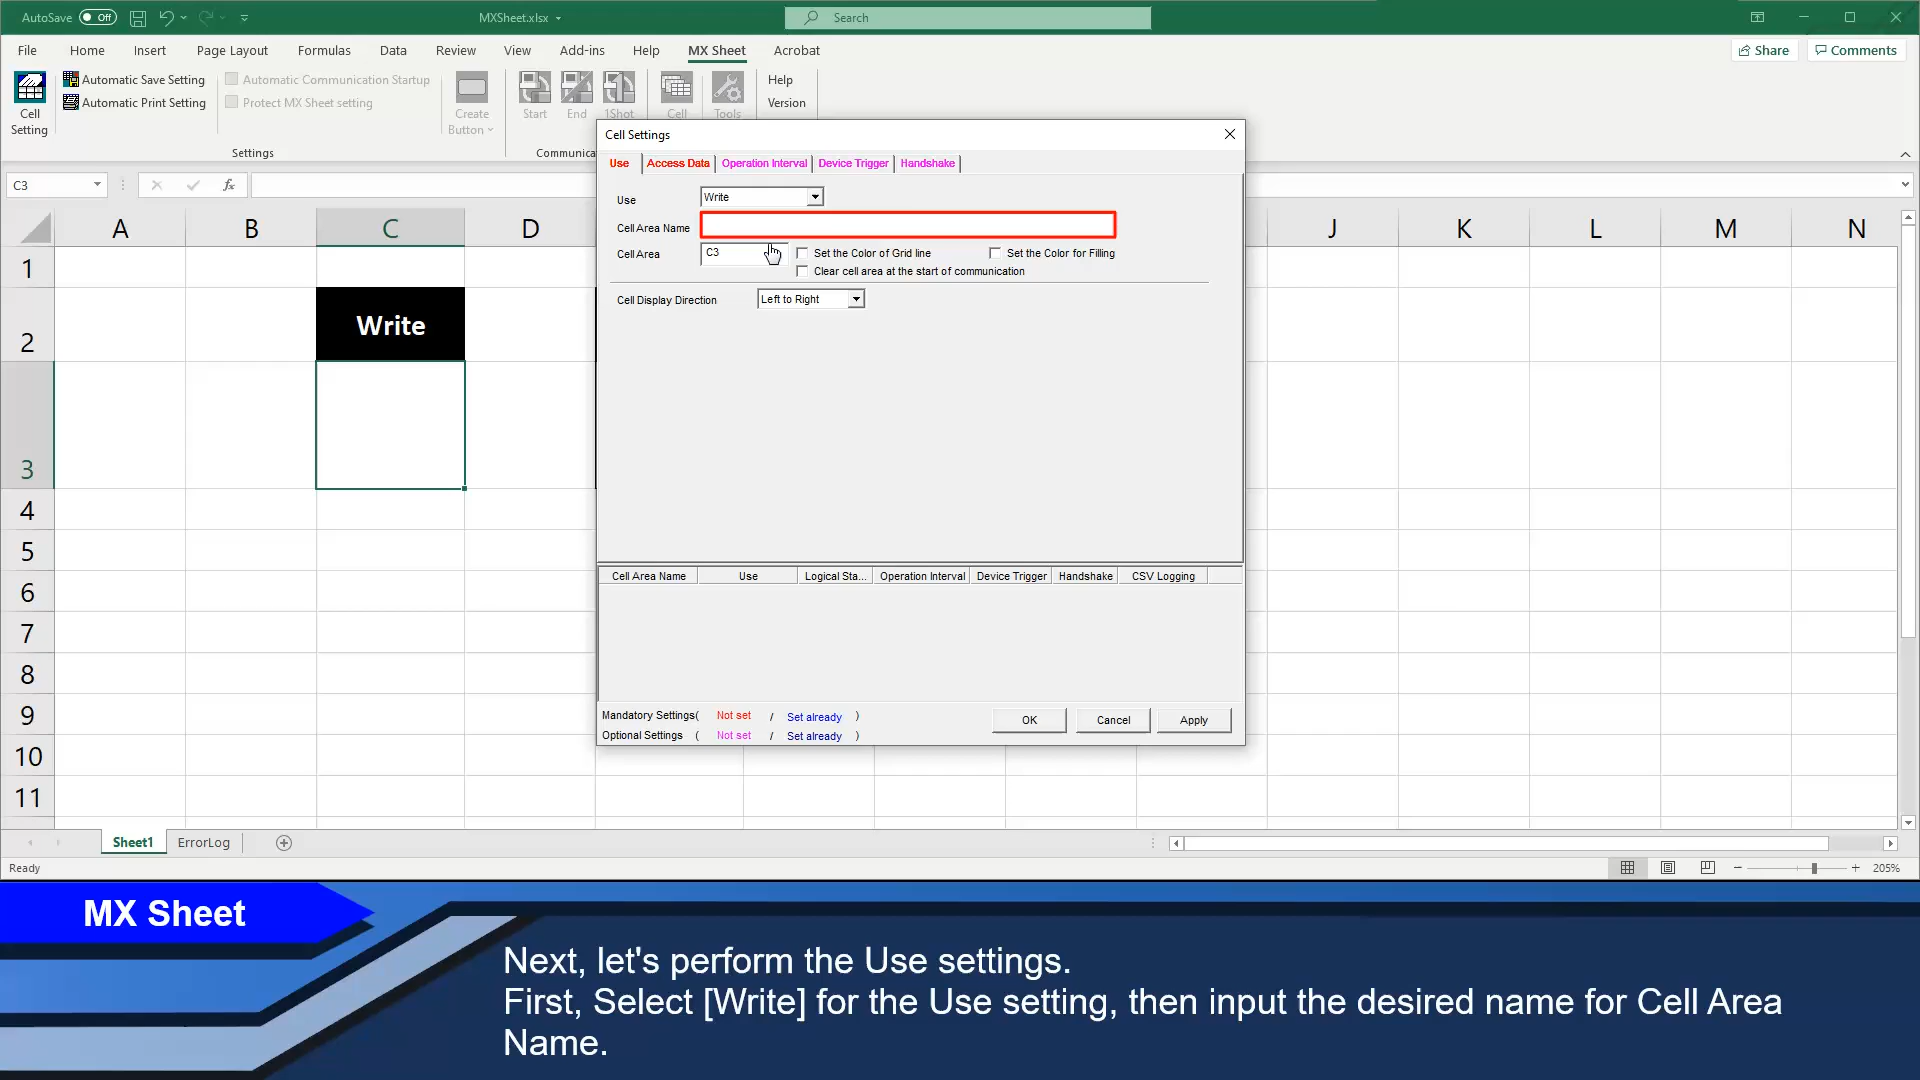 AutoSave Off MXSheet.xlsx Search
File Home Insert Page Layout Formulas Data Review View Add-ins Help MX Sheet Acrobat Share Comments
Cell Setting
Automatic Save Setting
Automatic Print Setting
Automatic Communication Startup
Protect MX Sheet setting
Create Button
Start End 1Shot Cell Tools
Help
Version
Settings Communica
C3 fx
Cell Settings
Use Access Data Operation Interval Device Trigger Handshake
Use Write
Cell Area Name
Cell Area C3 Set the Color of Grid line Set the Color for Filling
Clear cell area at the start of communication
Cell Display Direction Left to Right
Cell Area Name Use Logical Sta... Operation Interval Device Trigger Handshake CSV Logging
Mandatory Settings( Not set / Set already )
Optional Settings ( Not set / Set already )
OK Cancel Apply
A B C D J K L M N
1
2 Write
3
4
5
6
7
8
9
10
11
Sheet1 ErrorLog
Ready 205%
MX Sheet
Next, let's perform the Use settings.
First, Select [Write] for the Use setting, then input the desired name for Cell Area
Name.